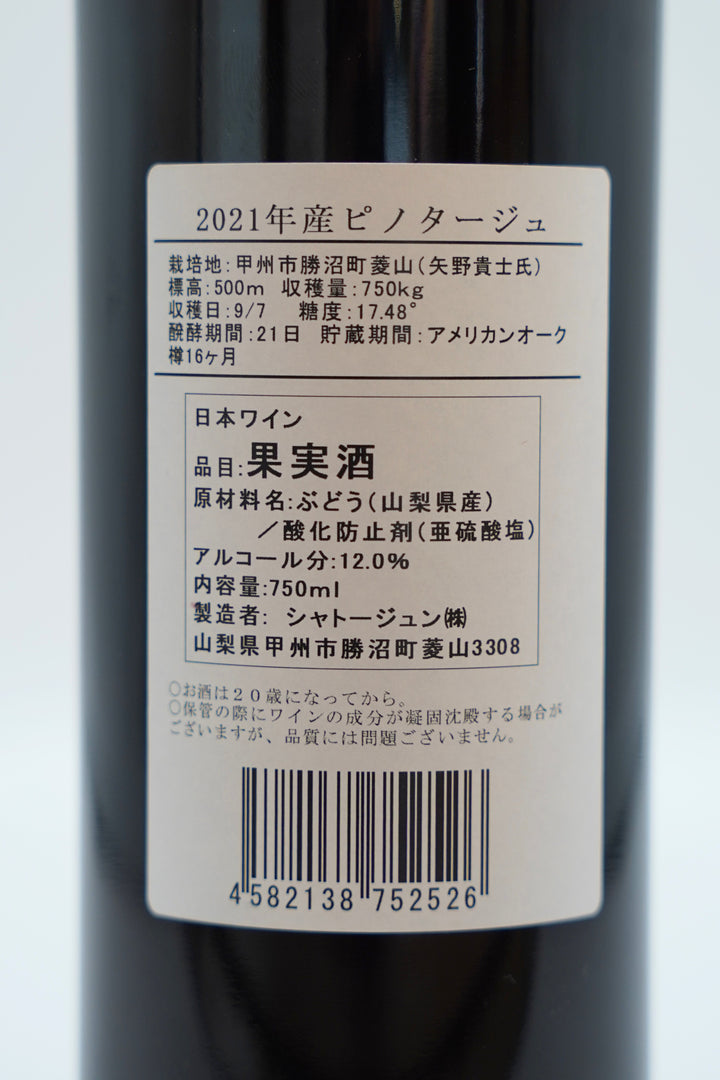 2021年産ピノタージュ
栽培地:甲州市勝沼町菱山(矢野貴士氏)
標高:500m 収穫量:750kg
収穫日:9/7 糖度:17.48°
醗酵期間:21日 貯蔵期間:アメリカンオーク
樽16ヶ月
日本ワイン
品目:果実酒
原材料名:ぶどう(山梨県産)
/酸化防止剤(亜硫酸塩)
アルコール分:12.0%
内容量:750ml
製造者: シャトージュン㈱
山梨県甲州市勝沼町菱山3308
○お酒は20歳になってから。
○保管の際にワインの成分が凝固沈殿する場合が
ございますが、品質には問題ございません。
4582138752526